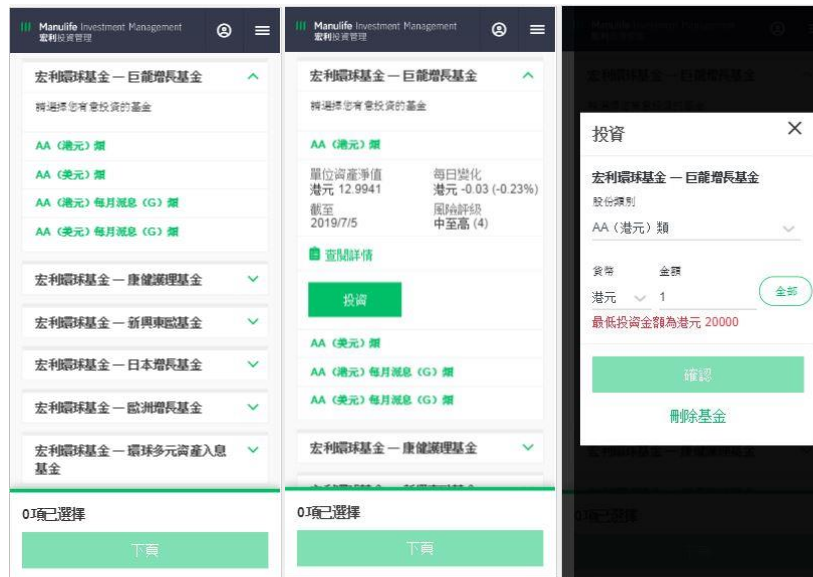 Manulife Investment Management
宏利投資管理
宏利環球基金 — 巨龍增長基金
請選擇您有意投資的基金
AA（港元）類
AA（美元）類
AA（港元）每月派息（G）類
AA（美元）每月派息（G）類
宏利環球基金 — 康健護理基金
宏利環球基金 — 新興東歐基金
宏利環球基金 — 日本增長基金
宏利環球基金 — 歐洲增長基金
宏利環球基金 — 環球多元資產入息
基金
0項已選擇
下頁
Manulife Investment Management
宏利投資管理
宏利環球基金 — 巨龍增長基金
請選擇您有意投資的基金
AA（港元）類
單位資產淨值 每日變化
港元 12.9941 港元 -0.03 (-0.23%)
截至 風險評級
2019/7/5 中至高 (4)
查閱詳情
投資
AA（美元）類
AA（港元）每月派息（G）類
AA（美元）每月派息（G）類
宏利環球基金 — 康健護理基金
0項已選擇
下頁
投資
宏利環球基金 — 巨龍增長基金
股份類別
AA（港元）類
貨幣 金額
港元 1 全部
最低投資金額為港元 20000
確認
刪除基金
0項已選擇